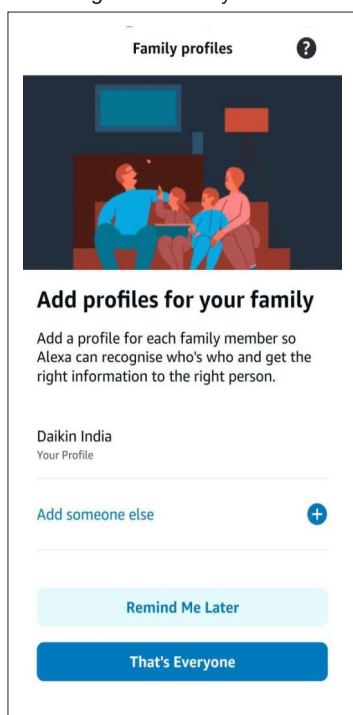 Family profiles ?
Add profiles for your family
Add a profile for each family member so
Alexa can recognise who's who and get the
right information to the right person.
Daikin India
Your Profile
Add someone else
Remind Me Later
That's Everyone